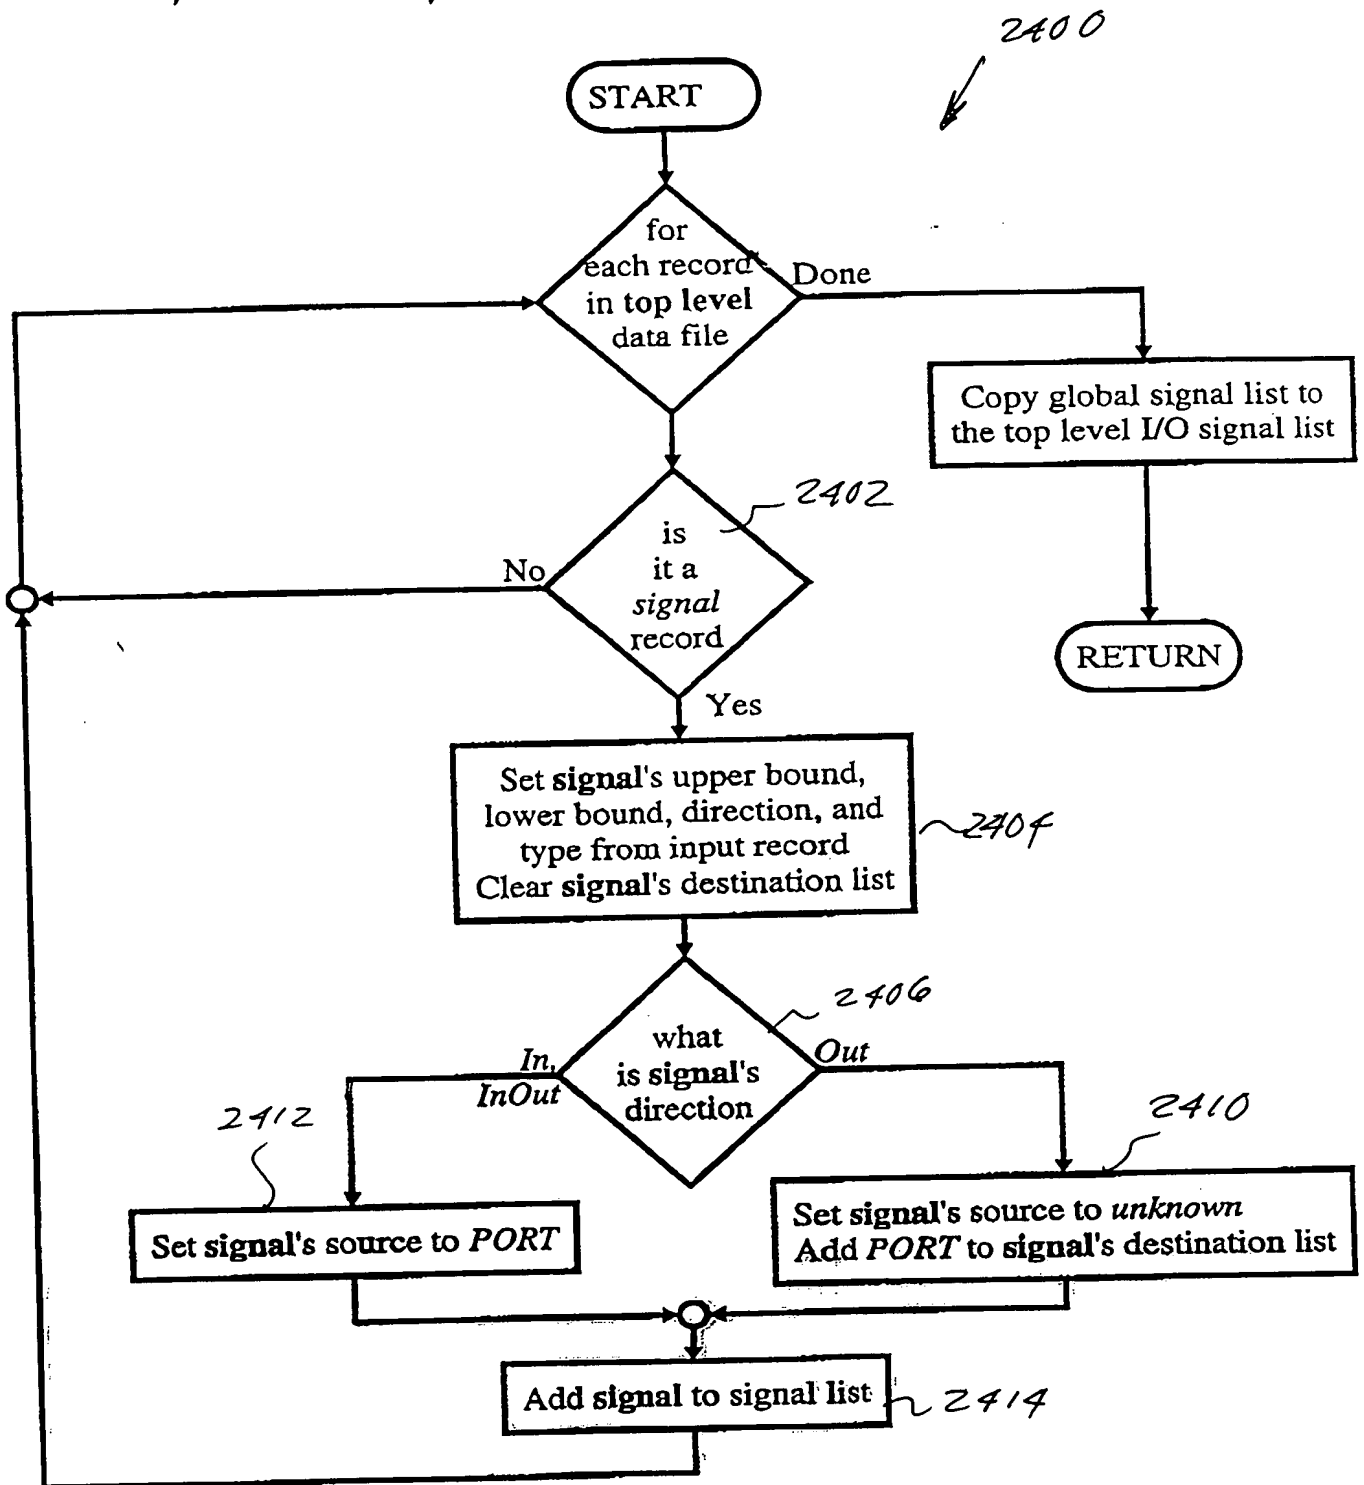 2400
START
for
each record
in top level
data file
Done
Copy global signal list to
the top level I/O signal list
2402
is
it a
signal
record
No
RETURN
Yes
Set signal's upper bound,
lower bound, direction, and
type from input record
Clear signal's destination list
2404
2406
what
is signal's
direction
In,
InOut
Out
2412
2410
Set signal's source to PORT
Set signal's source to unknown
Add PORT to signal's destination list
Add signal to signal list
2414